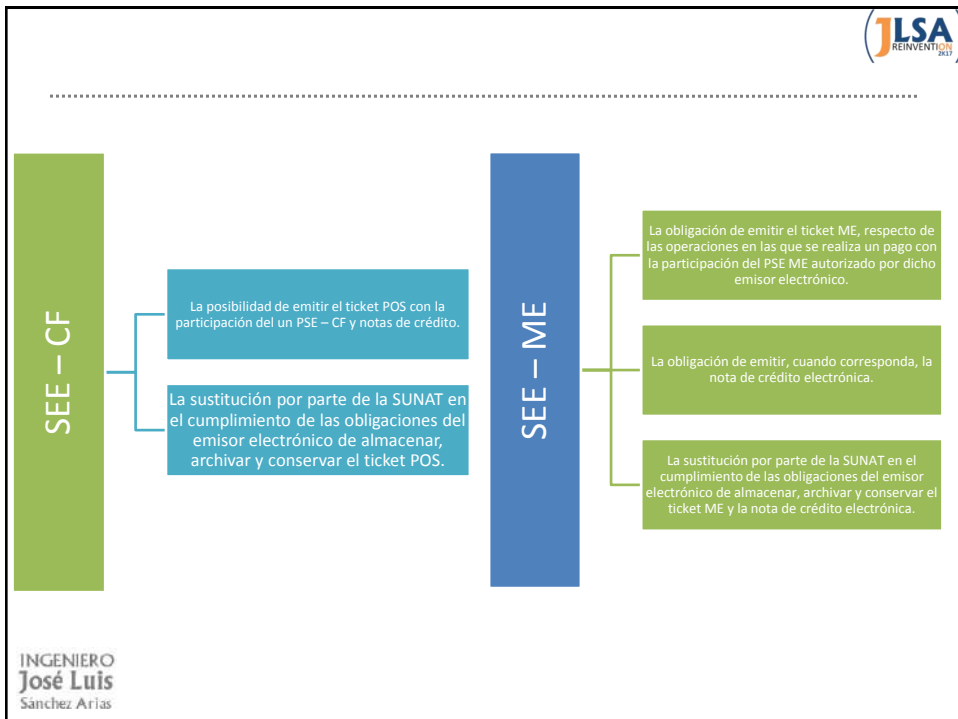 JLSA
REINVENTION
2K17
SEE – CF
La posibilidad de emitir el ticket POS con la
participación del un PSE – CF y notas de crédito.
La sustitución por parte de la SUNAT en
el cumplimiento de las obligaciones del
emisor electrónico de almacenar,
archivar y conservar el ticket POS.
SEE – ME
La obligación de emitir el ticket ME, respecto de
las operaciones en las que se realiza un pago con
la participación del PSE ME autorizado por dicho
emisor electrónico.
La obligación de emitir, cuando corresponda, la
nota de crédito electrónica.
La sustitución por parte de la SUNAT en el
cumplimiento de las obligaciones del emisor
electrónico de almacenar, archivar y conservar el
ticket ME y la nota de crédito electrónica.
INGENIERO
José Luis
Sánchez Arias